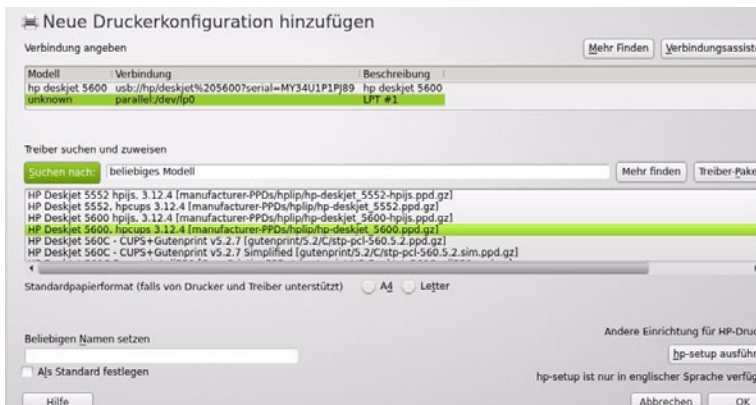 Neue Druckerkonfiguration hinzufügen
Verbindung angeben
Mehr Finden
Modell Verbindung Beschreibung
hp deskjet 5600 usb://hp/deskjet%205600?serial=MY34U1P1PJ89 hp deskjet 5600
unknown parallel:/dev/lp0 LPT #1
Treiber suchen und zuweisen
Suchen nach: beliebiges Modell Mehr finden
HP Deskjet 5552 hpijs, 3.12.4 [manufacturer-PPDs/hplip/hp-deskjet_5552-hpijs.ppd.gz]
HP Deskjet 5552, hpcups 3.12.4 [manufacturer-PPDs/hplip/hp-deskjet_5552.ppd.gz]
HP Deskjet 5600 hpijs, 3.12.4 [manufacturer-PPDs/hplip/hp-deskjet_5600-hpijs.ppd.gz]
HP Deskjet 5600, hpcups 3.12.4 [manufacturer-PPDs/hplip/hp-deskjet_5600.ppd.gz]
HP Deskjet 560C - CUPS+Gutenprint v5.2.7 [gutenprint/5.2/C/stp-pcl-560.5.2.ppd.gz]
HP Deskjet 560C - CUPS+Gutenprint v5.2.7 Simplified [gutenprint/5.2/C/stp-pcl-560.5.2.sim.ppd.gz]
Standardpapierformat (falls von Drucker und Treiber unterstützt) A4 Letter
Andere Einrichtung für
Beliebigen Namen setzen
hp-setup
Als Standard festlegen
hp-setup ist nur in englischer Sprache
Hilfe Abbrechen OK